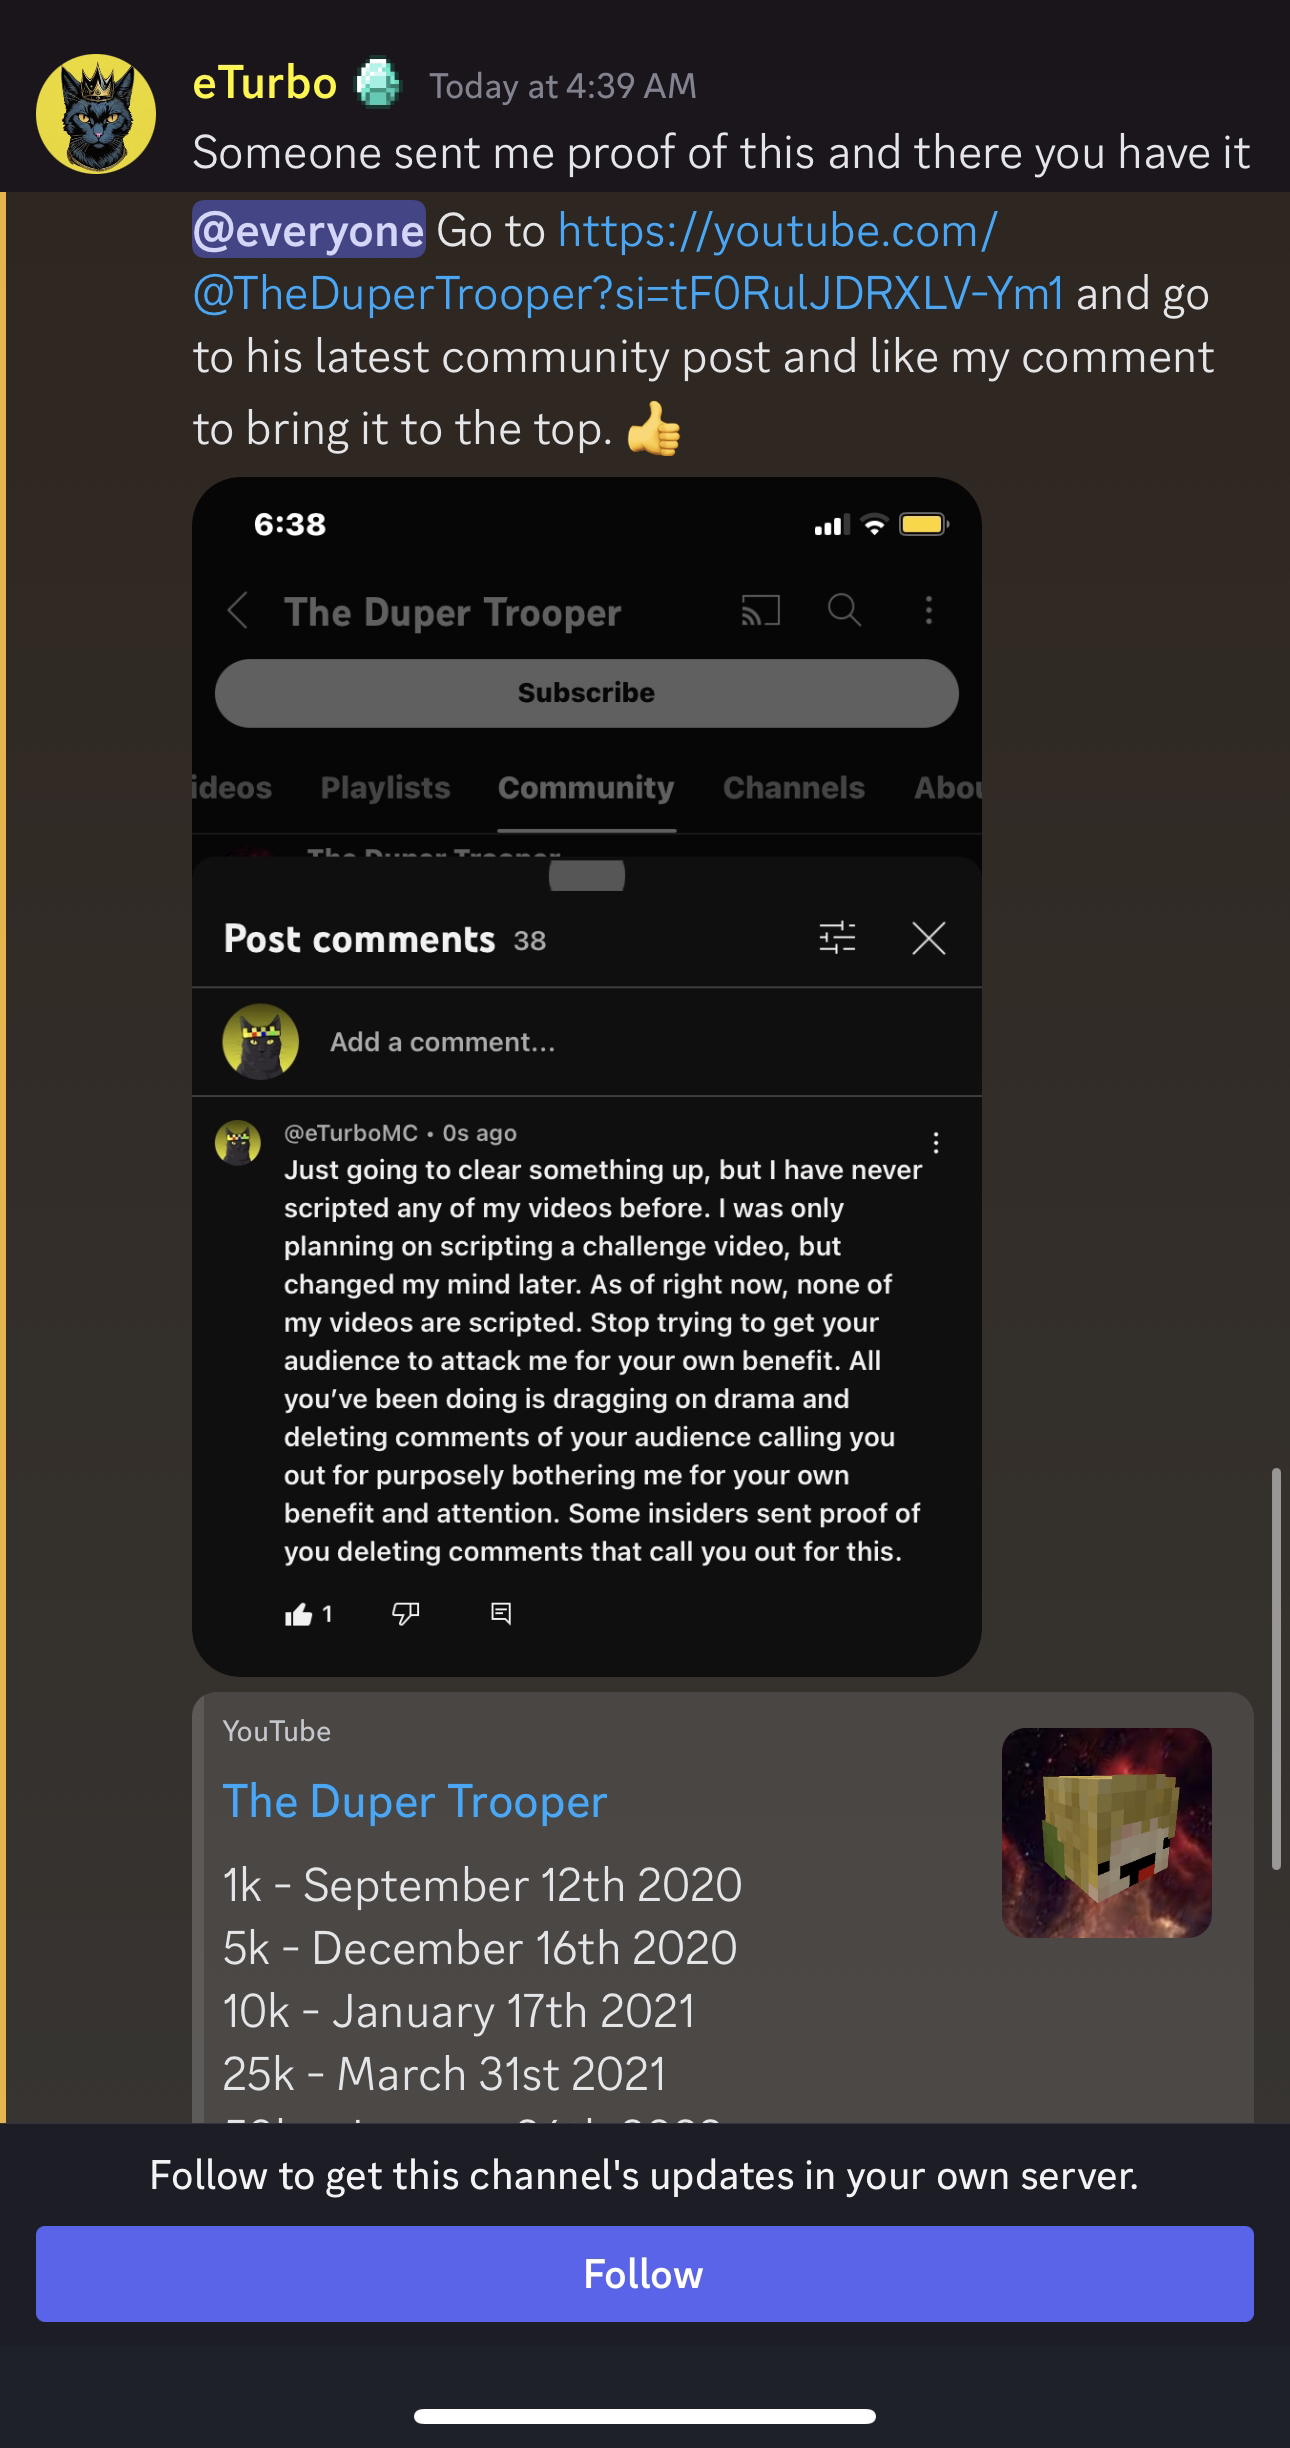 eTurbo Today at 4:39 AM
Someone sent me proof of this and there you have it
@everyone Go to https://youtube.com/
@TheDuperTrooper?si=tF0RulJDRXLV-Ym1 and go
to his latest community post and like my comment
to bring it to the top. 👍
6:38
The Duper Trooper
Subscribe
ideos Playlists Community Channels Abou
The Duper Trooper
Post comments 38
Add a comment...
@eTurboMC • 0s ago
Just going to clear something up, but I have never
scripted any of my videos before. I was only
planning on scripting a challenge video, but
changed my mind later. As of right now, none of
my videos are scripted. Stop trying to get your
audience to attack me for your own benefit. All
you've been doing is dragging on drama and
deleting comments of your audience calling you
out for purposely bothering me for your own
benefit and attention. Some insiders sent proof of
you deleting comments that call you out for this.
1
YouTube
The Duper Trooper
1k - September 12th 2020
5k - December 16th 2020
10k - January 17th 2021
25k - March 31st 2021
Follow to get this channel's updates in your own server.
Follow